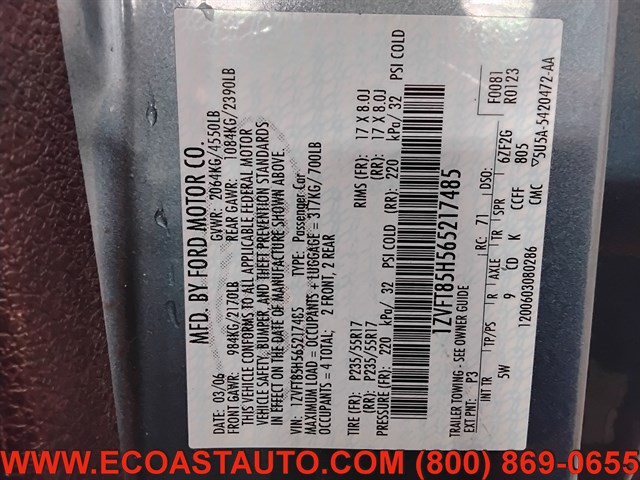 MFD. BY FORD MOTOR CO.
DATE: 03/06 GVWR: 2064KG/4550LB
FRONT GAWR: 984KG/2170LB REAR GAWR: 1084KG/2390LB
THIS VEHICLE CONFORMS TO ALL APPLICABLE FEDERAL MOTOR
VEHICLE SAFETY, BUMPER, AND THEFT PREVENTION STANDARDS
IN EFFECT ON THE DATE OF MANUFACTURE SHOWN ABOVE.
VIN: 1ZVFT85H565217485 TYPE: Passenger Car
MAXIMUM LOAD = OCCUPANTS + LUGGAGE = 317KG/700LB
OCCUPANTS = 4 TOTAL; 2 FRONT, 2 REAR
TIRE (FR): P235/55R17 RIMS (FR): 17 X 8.0J
(RR): P235/55R17 (RR): 17 X 8.0J
PRESSURE (FR): 220 kPa/ 32 PSI COLD (RR): 220 kPa/ 32 PSI COLD
1ZVFT85H565217485
TRAILER TOWING - SEE OWNER GUIDE F0081
EXT PNT: P3 RC: 71 DSO: R0123
INT TR TP/PS R AXLE TR SPR 6ZF2G
5W 9 CD K CCFF 805
1200603080286 CMC ▽5U5A-5420472-AA
WWW.ECOASTAUTO.COM (800) 869-0655